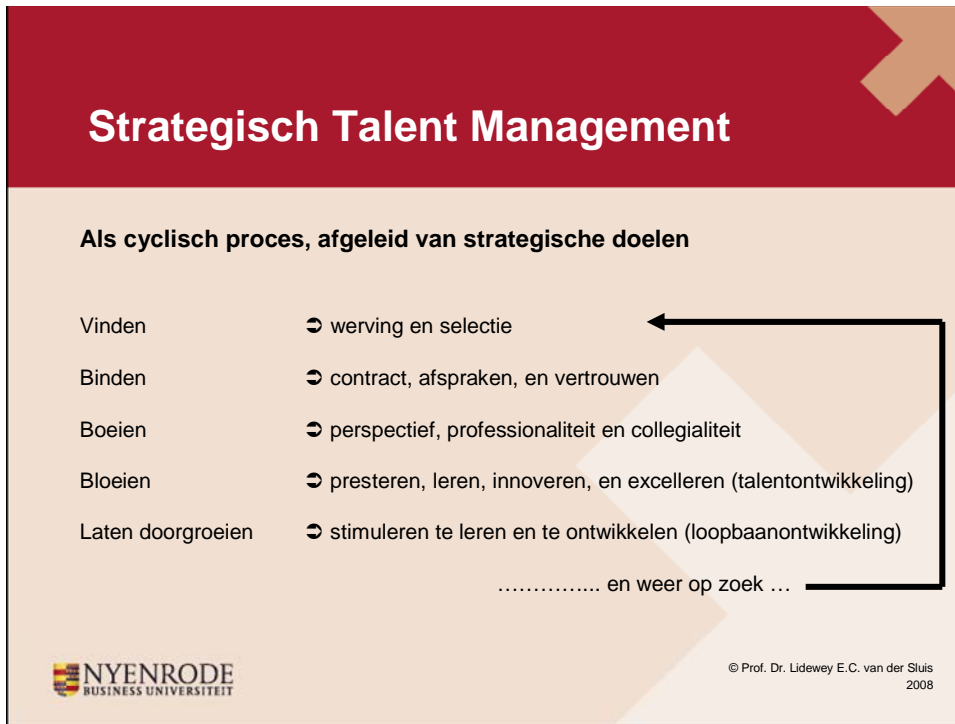 Strategisch Talent Management
Als cyclisch proces, afgeleid van strategische doelen
Vinden ➲ werving en selectie
Binden ➲ contract, afspraken, en vertrouwen
Boeien ➲ perspectief, professionaliteit en collegialiteit
Bloeien ➲ presteren, leren, innoveren, en excelleren (talentontwikkeling)
Laten doorgroeien ➲ stimuleren te leren en te ontwikkelen (loopbaanontwikkeling)
………….... en weer op zoek …
NYENRODE
BUSINESS UNIVERSITEIT
© Prof. Dr. Lidewey E.C. van der Sluis
2008